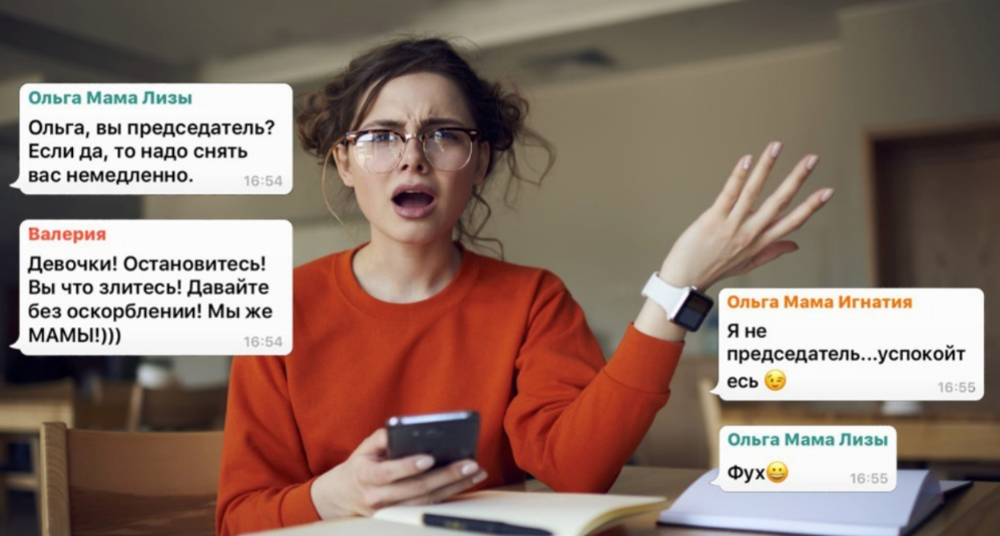 Ольга Мама Лизы
Ольга, вы председатель?
Если да, то надо снять
вас немедленно.
16:54
Валерия
Девочки! Остановитесь!
Вы что злитесь! Давайте
без оскорблении! Мы же
МАМЫ!)))
16:54
Ольга Мама Игнатия
Я не
председатель...успокойт
есь 😉
16:55
Ольга Мама Лизы
Фух😀
16:55